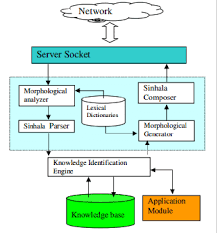 Network
Server Socket
Morphological
analyzer
Lexical
Dictionaries
Sinhala
Composer
Sinhala Parser
Morphological
Generator
Knowledge Identification
Engine
Knowledge base
Application
Module